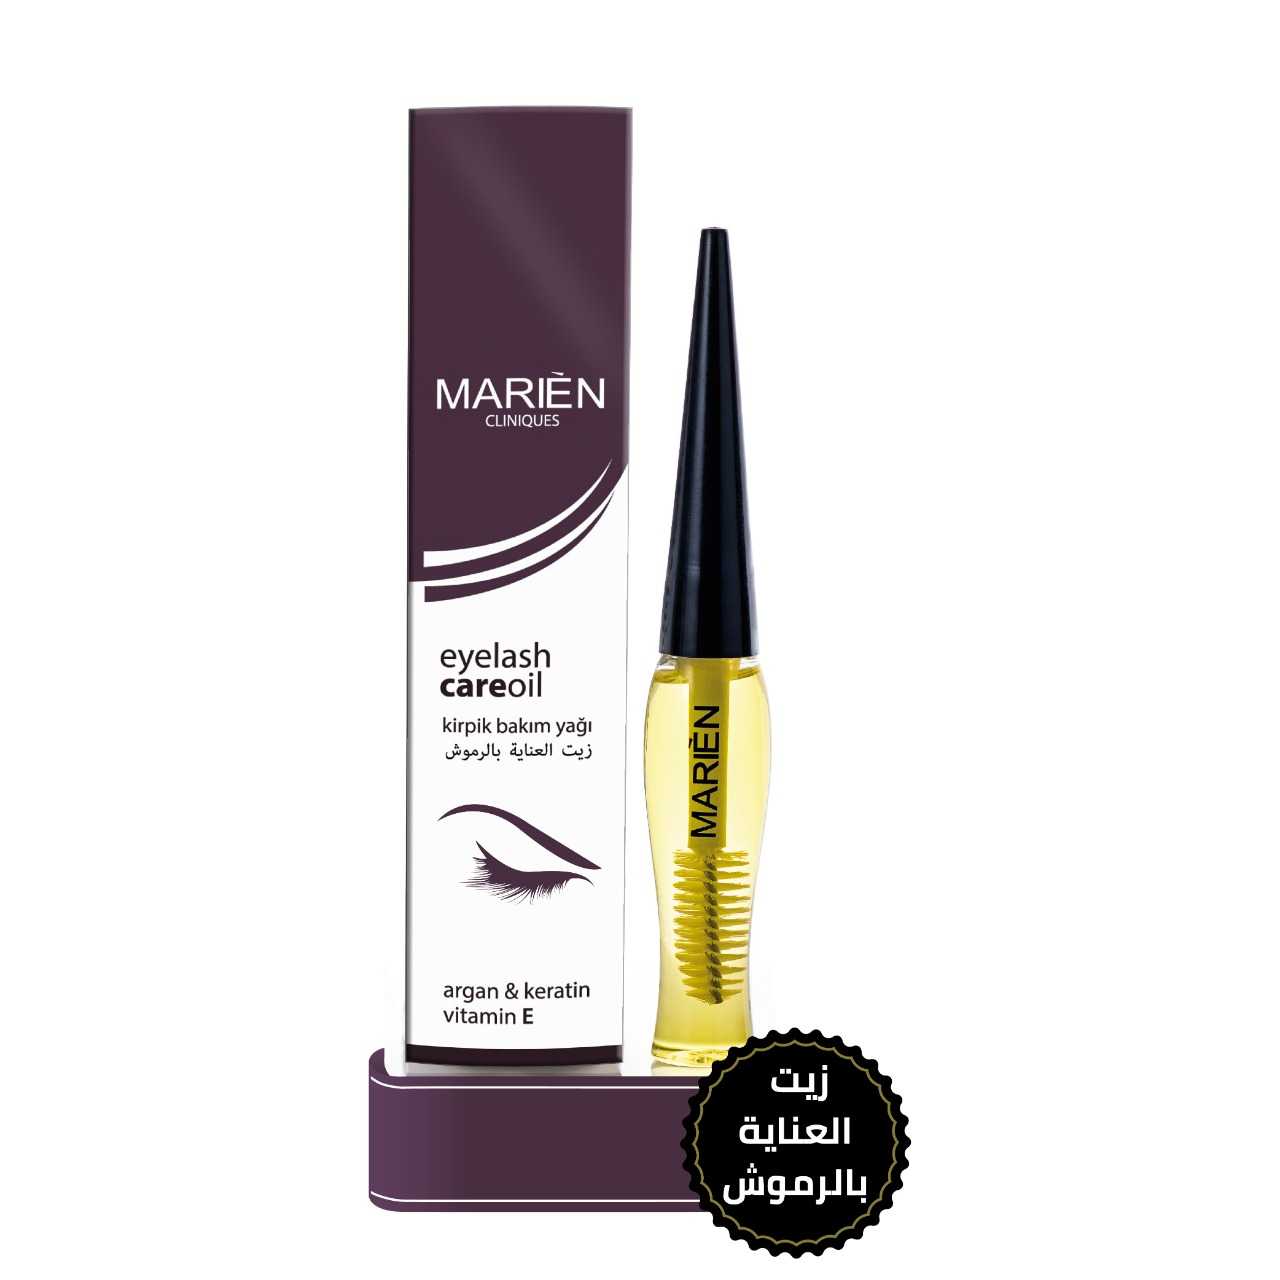 MARIÈN
CLINIQUES
eyelash
careoil
kirpik bakım yağı
زيت العناية بالرموش
argan & keratin
vitamin E
MARIÈN
زيت
العناية
بالرموش